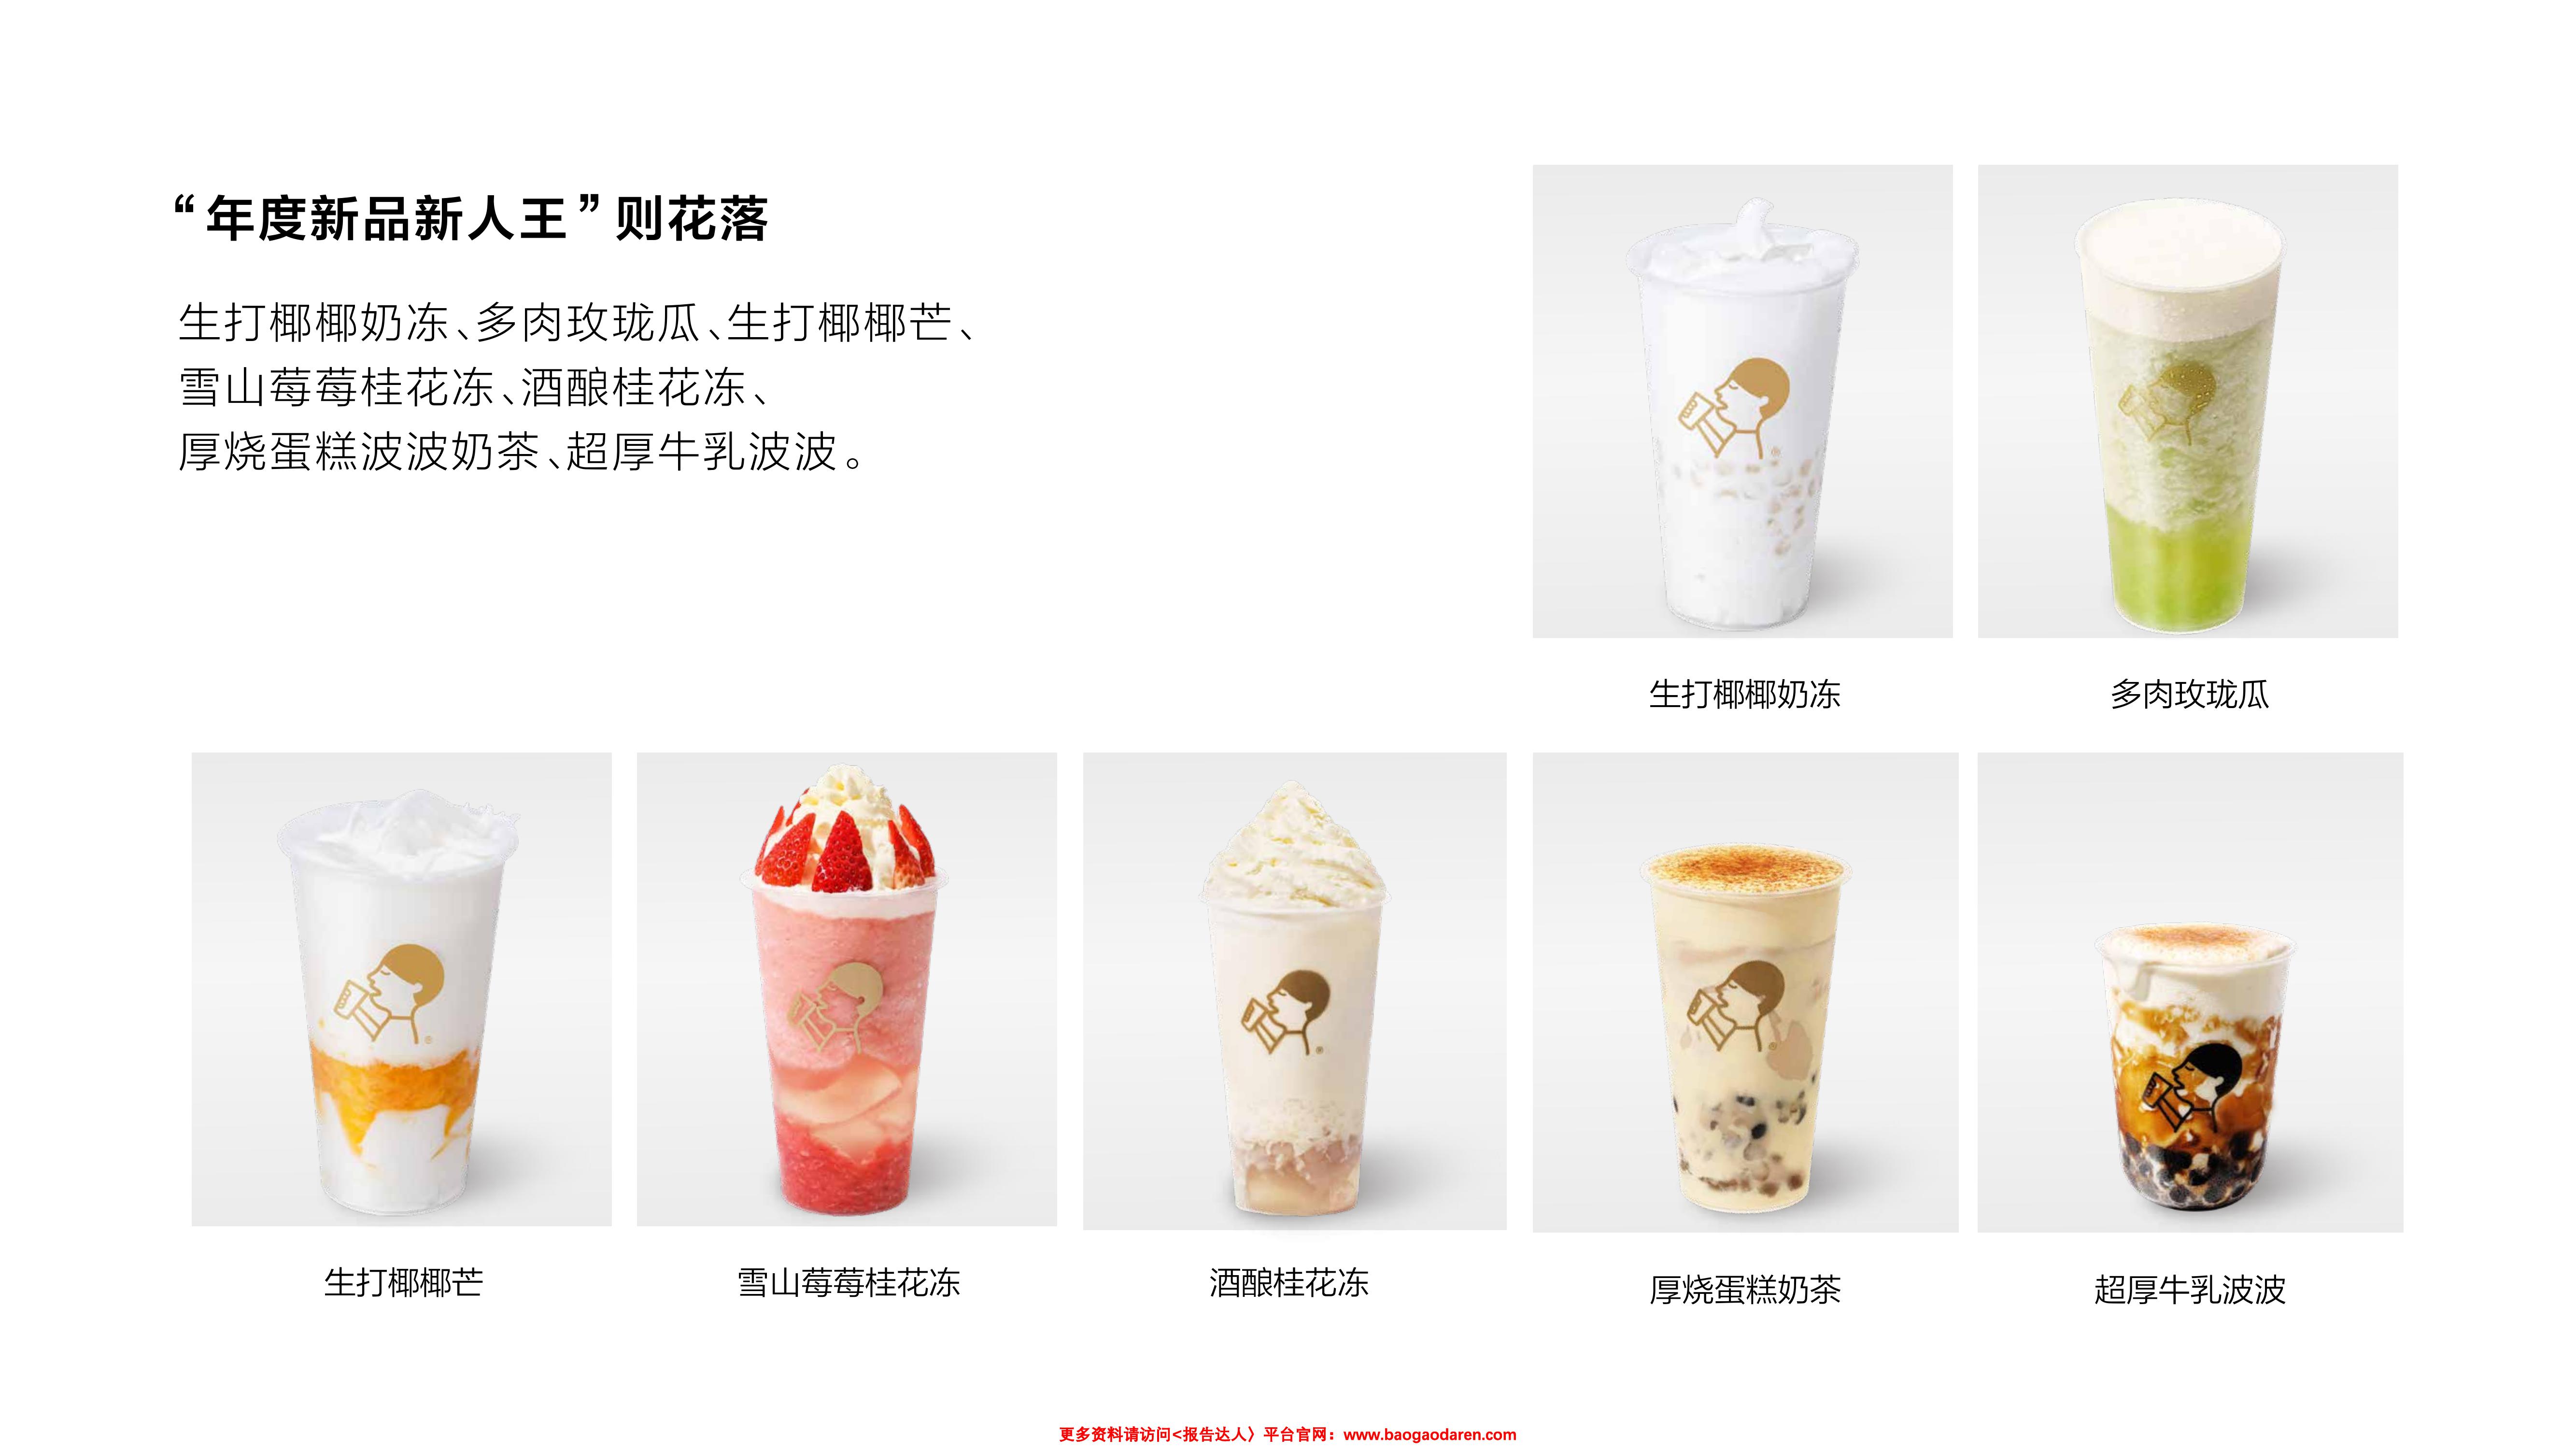 “年度新品新人王”则花落
生打椰椰奶冻、多肉玫珑瓜、生打椰椰芒、
雪山莓莓桂花冻、酒酿桂花冻、
厚烧蛋糕波波奶茶、超厚牛乳波波。
生打椰椰奶冻
多肉玫珑瓜
生打椰椰芒
雪山莓莓桂花冻
酒酿桂花冻
厚烧蛋糕奶茶
超厚牛乳波波
更多资料请访问<报告达人〉平台官网：www.baogaodaren.com